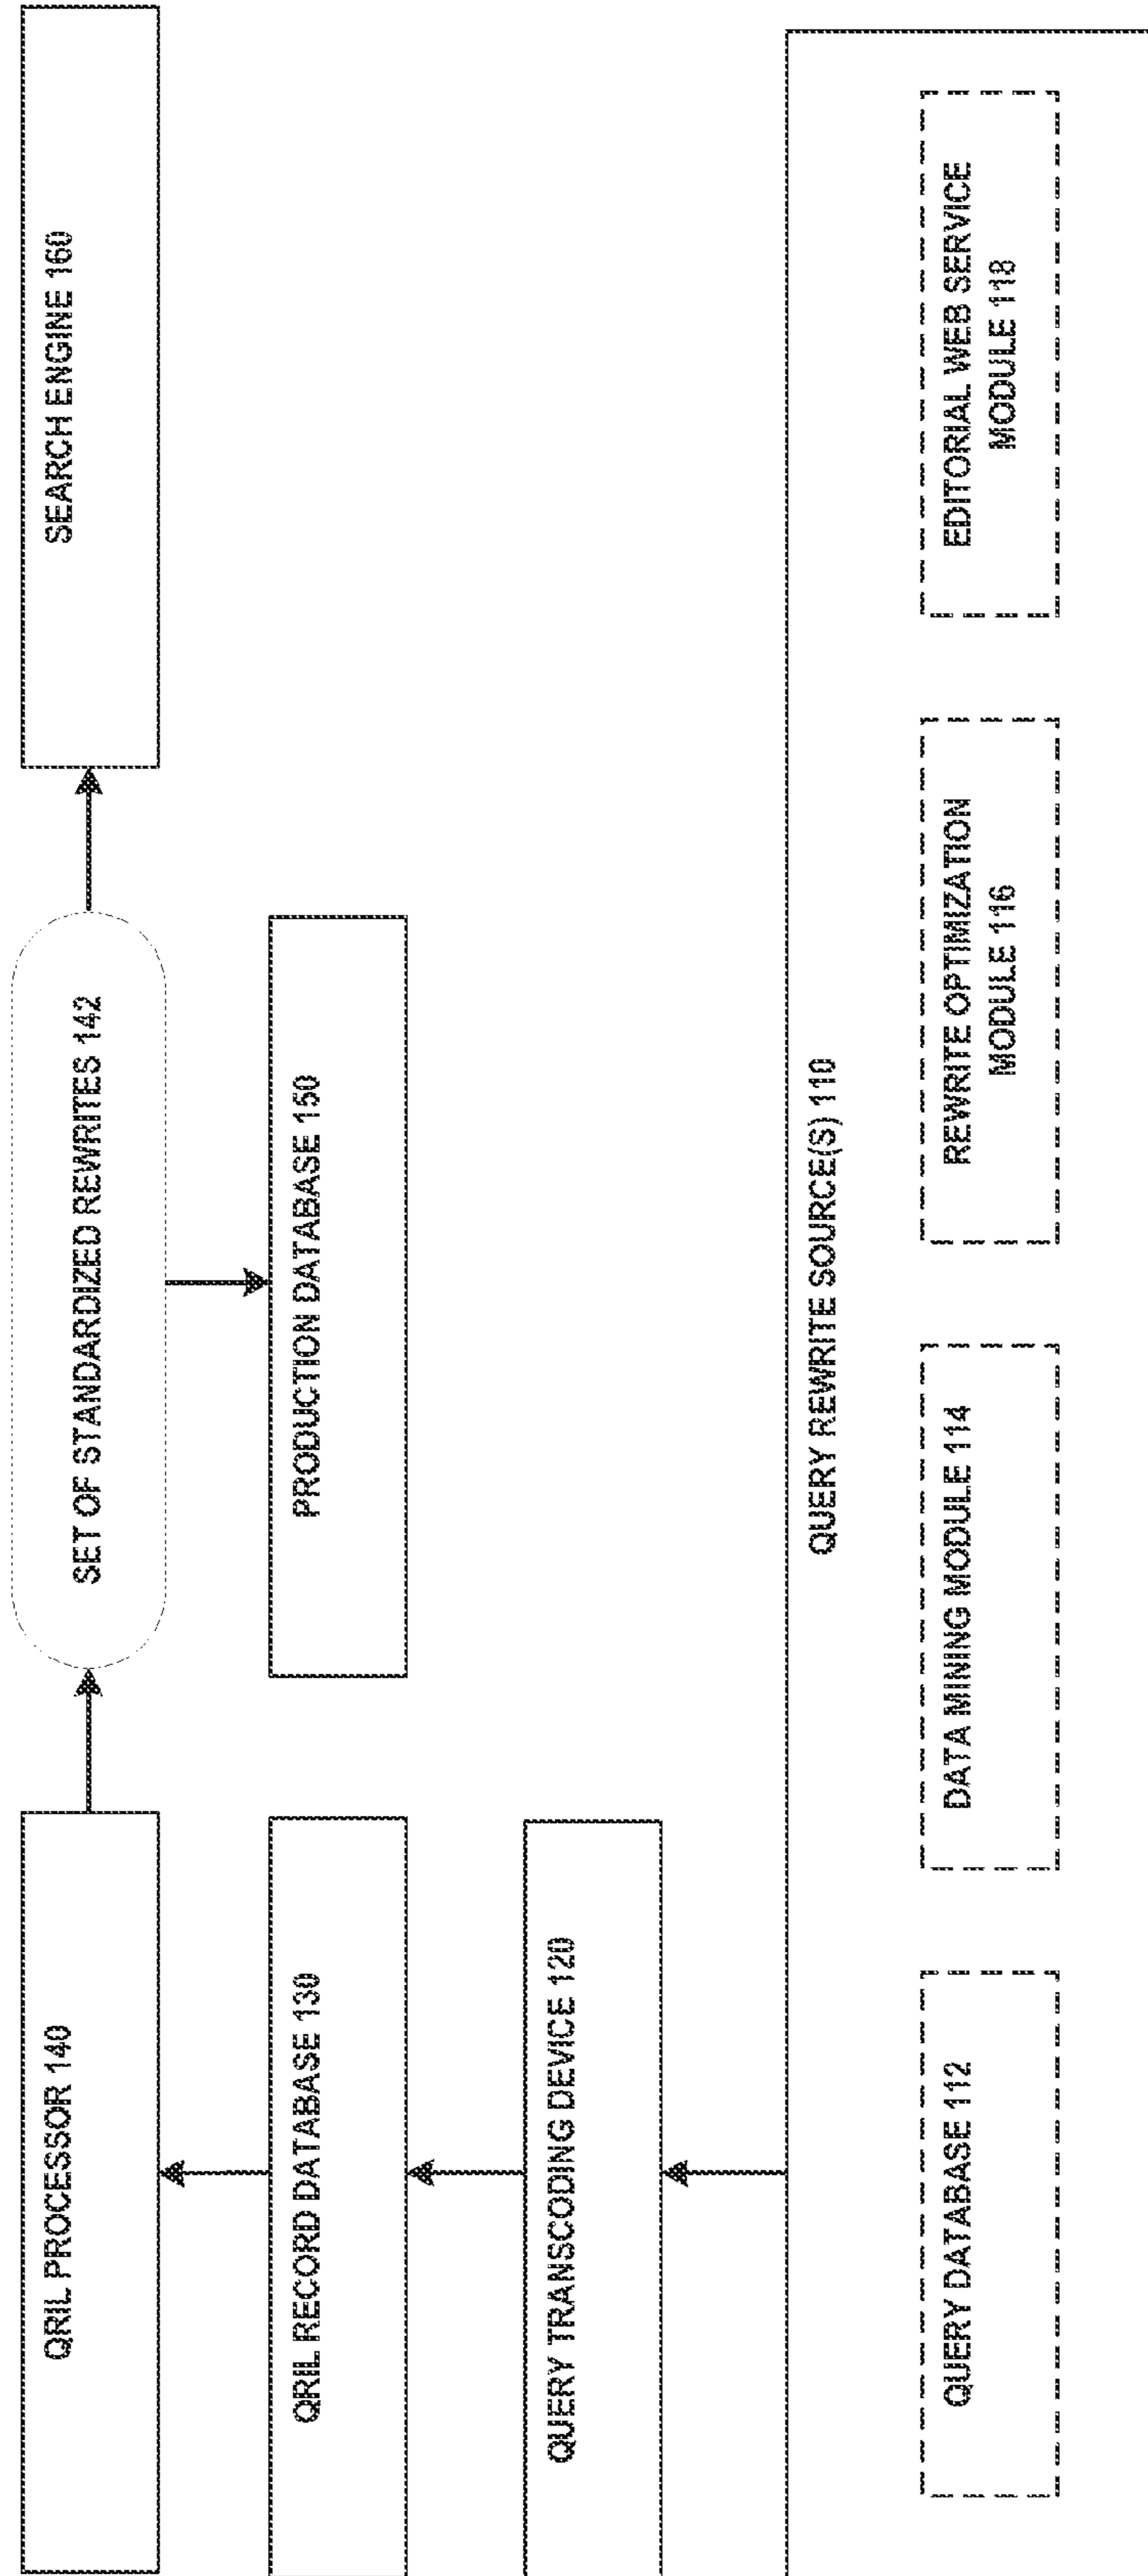 QRIL PROCESSOR 140
SET OF STANDARDIZED REWRITES 142
SEARCH ENGINE 160
QRIL RECORD DATABASE 130
PRODUCTION DATABASE 150
QUERY TRANSCODING DEVICE 120
QUERY REWRITE SOURCE(S) 110
QUERY DATABASE 112
DATA MINING MODULE 114
REWRITE OPTIMIZATION
MODULE 116
EDITORIAL WEB SERVICE
MODULE 118